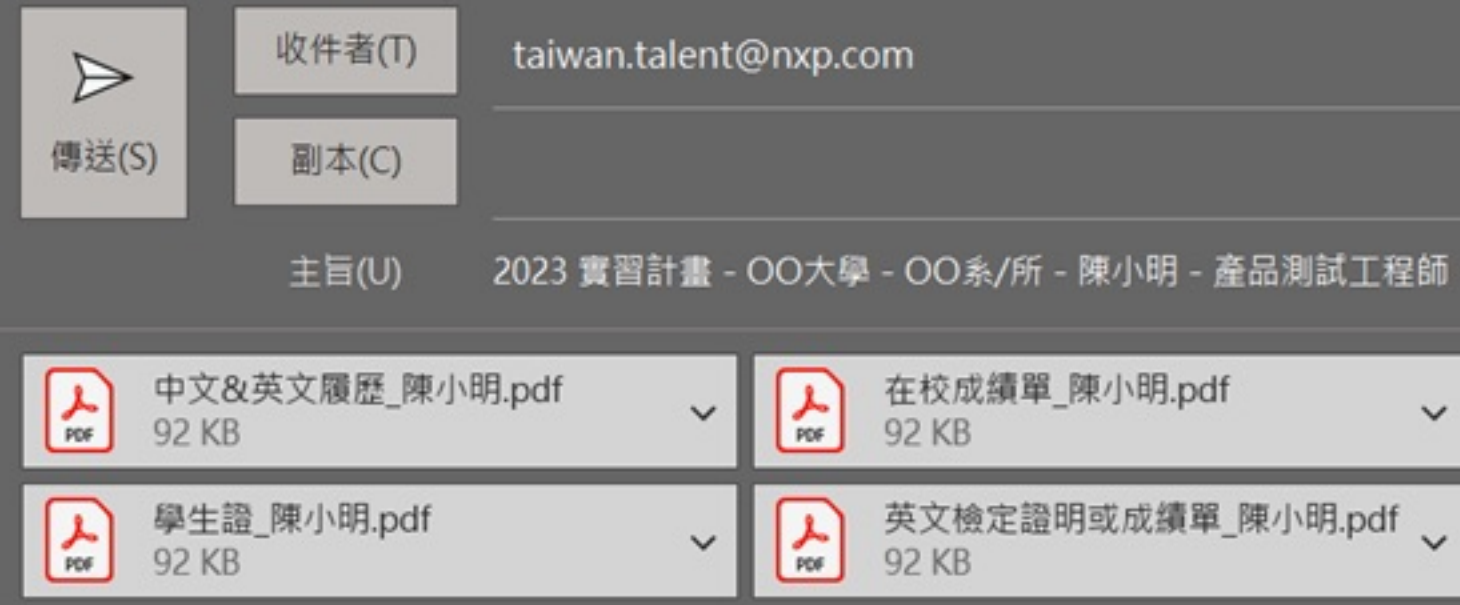 收件者(T)
taiwan.talent@nxp.com
傳送(S)
副本(C)
主旨(U)
2023 實習計畫 - OO大學 - OO系/所 - 陳小明 - 產品測試工程師
中文&英文履歷_陳小明.pdf
92 KB
PDF
在校成績單_陳小明.pdf
92 KB
PDF
學生證_陳小明.pdf
92 KB
PDF
英文檢定證明或成績單_陳小明.pdf
92 KB
PDF